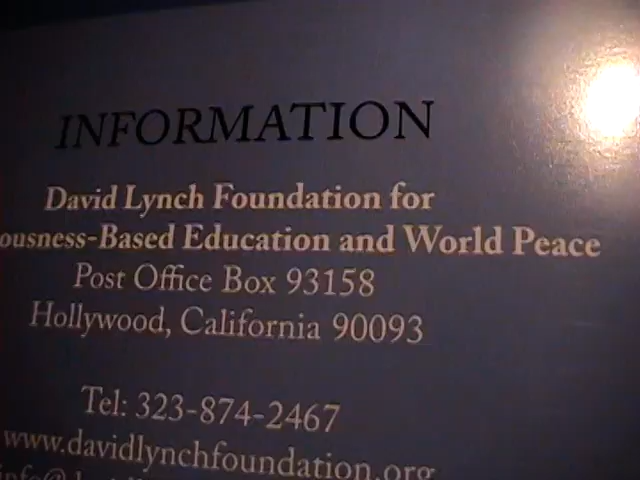 INFORMATION
David Lynch Foundation for
ousness-Based Education and World Peace
Post Office Box 93158
Hollywood, California 90093
Tel: 323-874-2467
www.davidlynchfoundation.org